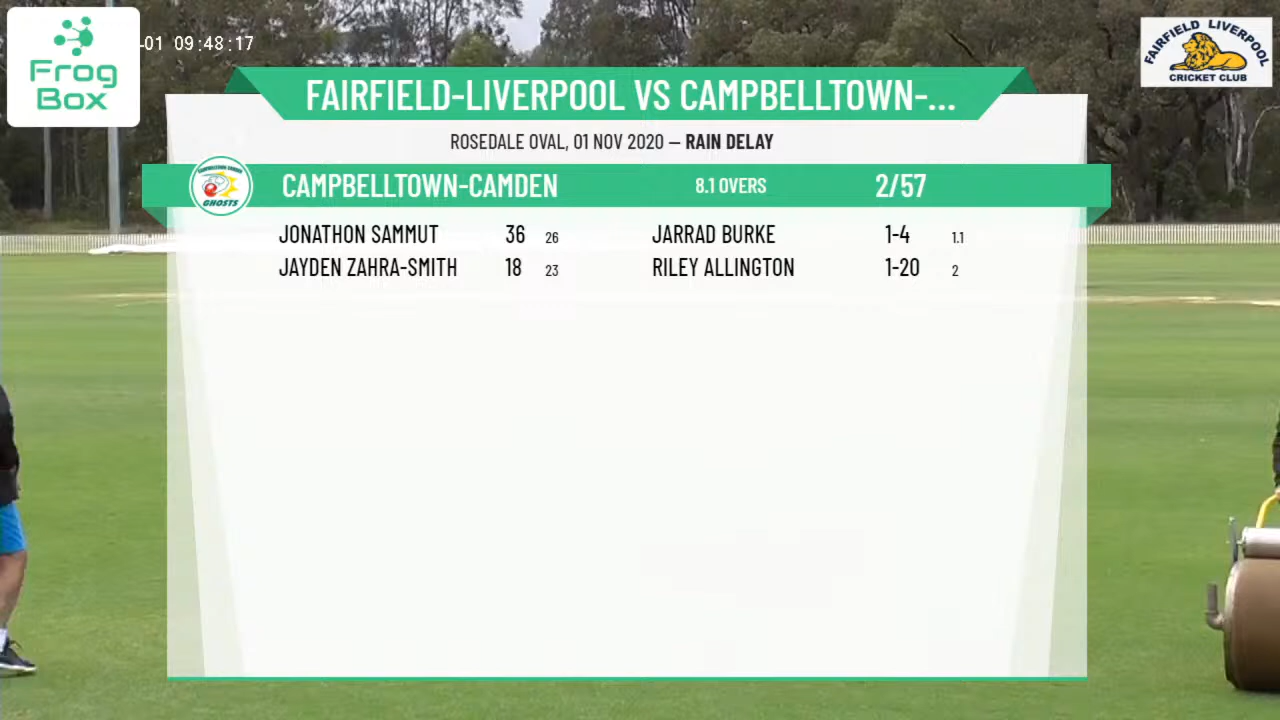 Frog
Box
-01 09:48:17
FAIRFIELD LIVERPOOL
CRICKET CLUB
FAIRFIELD-LIVERPOOL VS CAMPBELLTOWN-...
ROSEDALE OVAL, 01 NOV 2020 — RAIN DELAY
GHOSTS
CAMPBELLTOWN-CAMDEN 8.1 OVERS 2/57
JONATHON SAMMUT 36 26 JARRAD BURKE 1-4 1.1
JAYDEN ZAHRA-SMITH 18 23 RILEY ALLINGTON 1-20 2